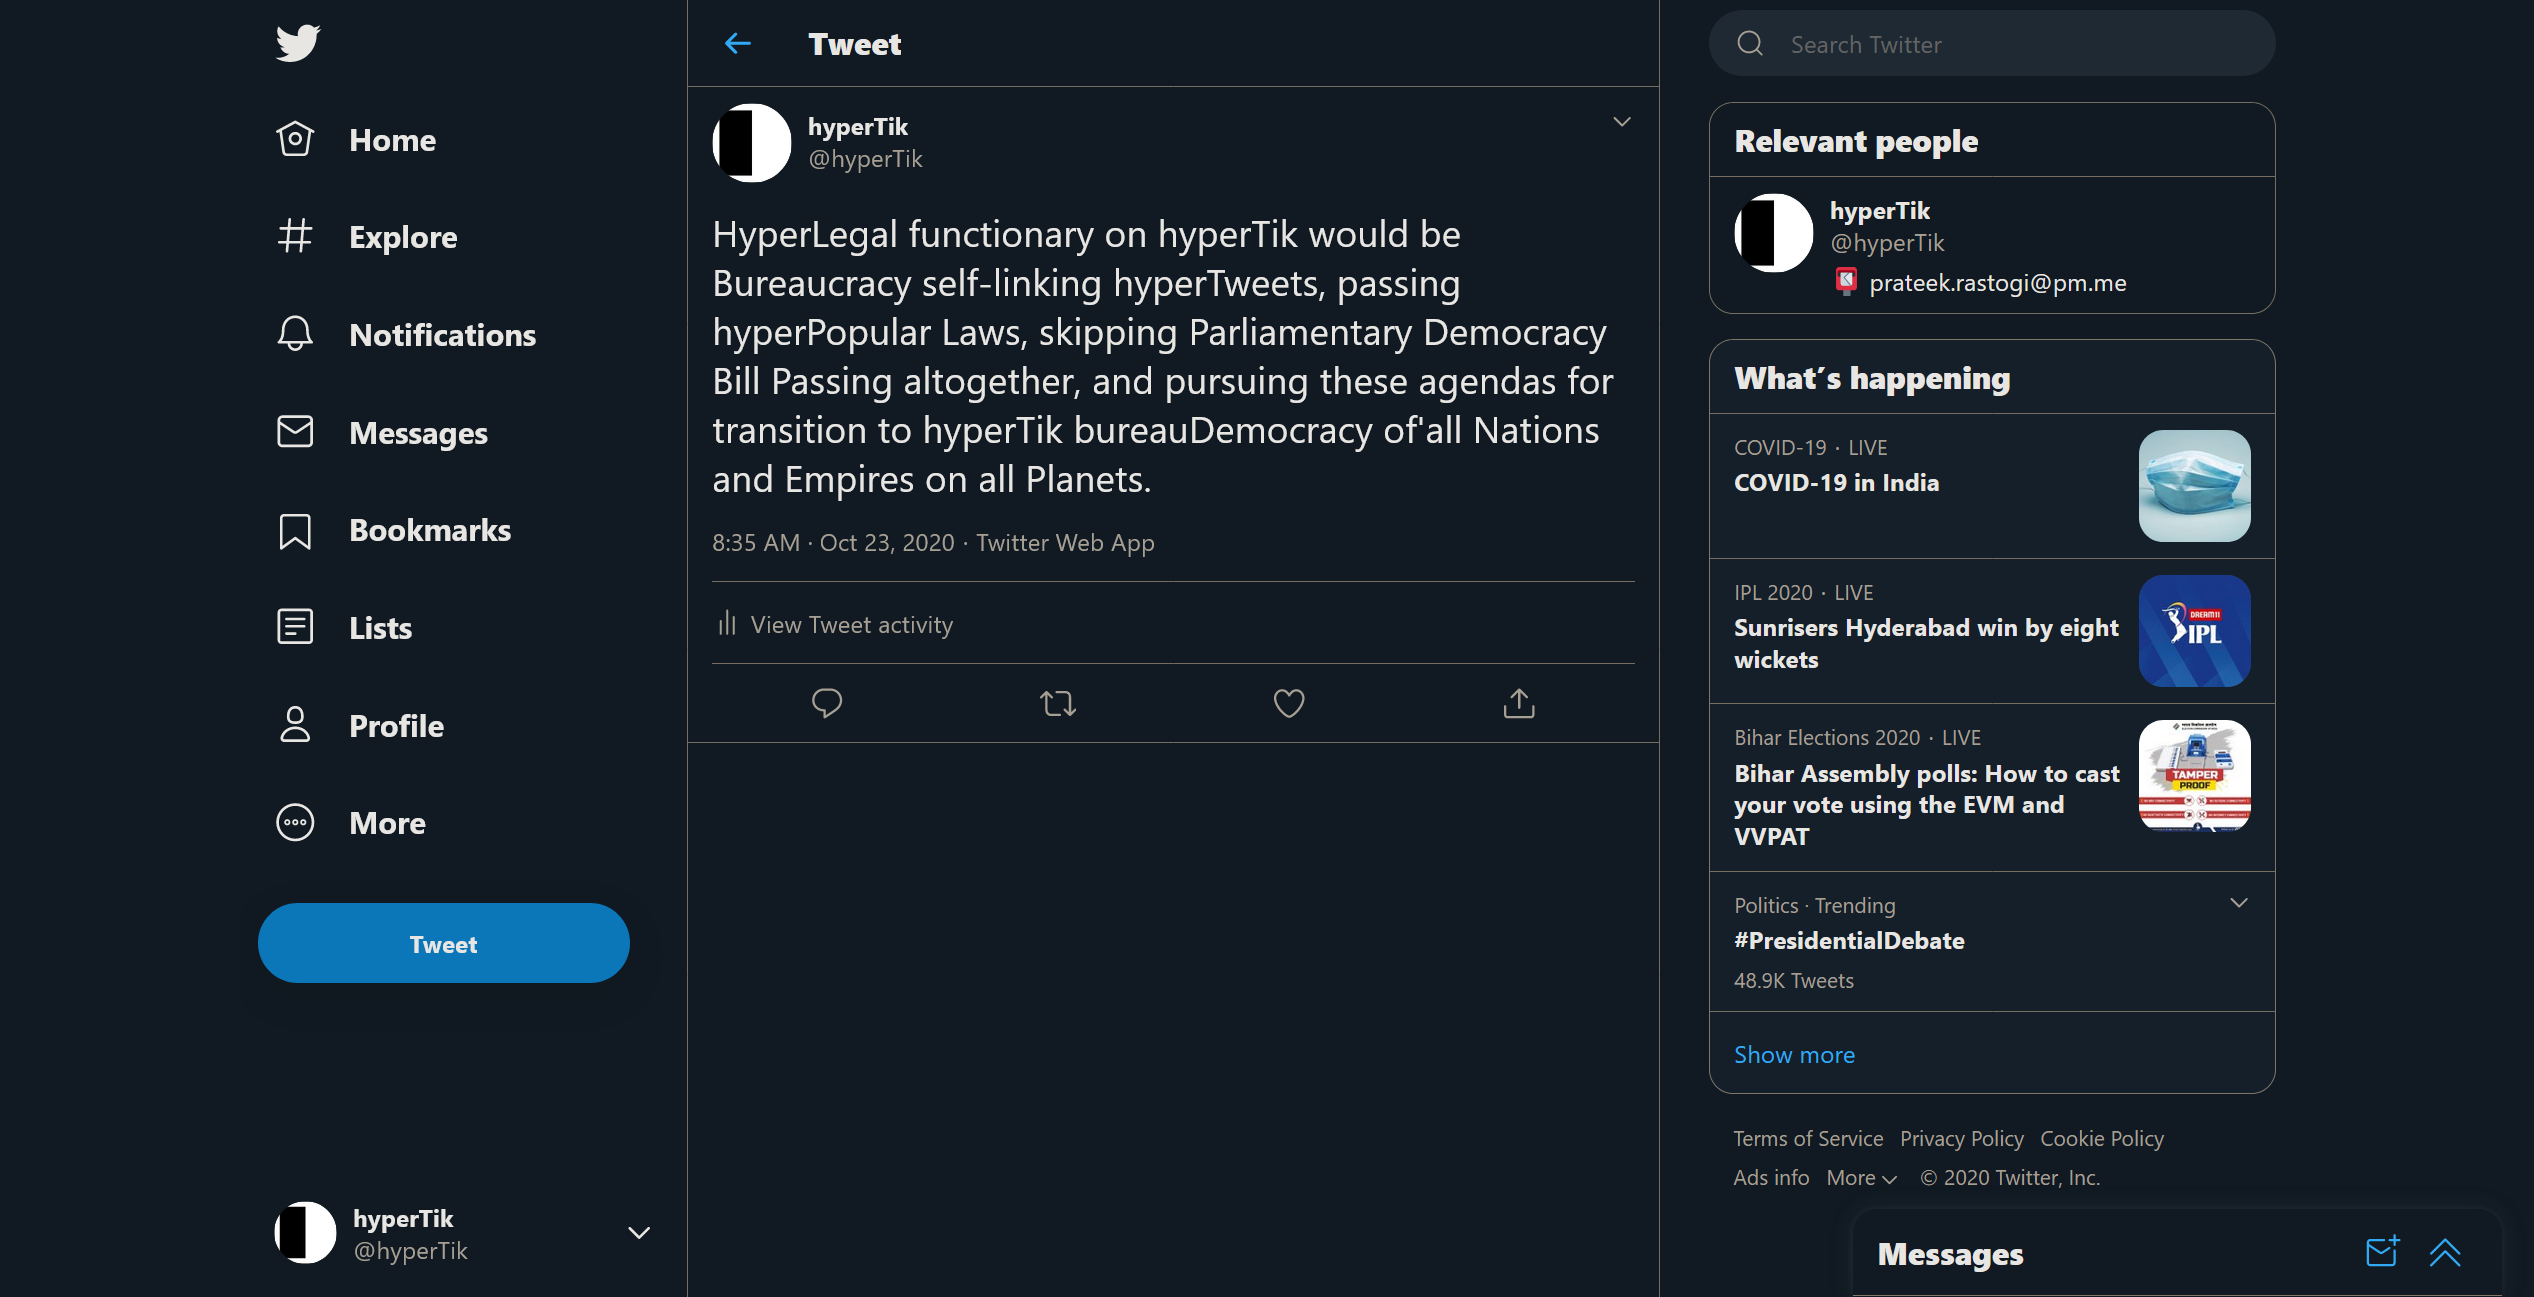 Home
Explore
Notifications
Messages
Bookmarks
Lists
Profile
More
Tweet
hyperTik
@hyperTik
Tweet
hyperTik
@hyperTik
HyperLegal functionary on hyperTik would be
Bureaucracy self-linking hyperTweets, passing
hyperPopular Laws, skipping Parliamentary Democracy
Bill Passing altogether, and pursuing these agendas for
transition to hyperTik bureauDemocracy of'all Nations
and Empires on all Planets.
8:35 AM · Oct 23, 2020 · Twitter Web App
View Tweet activity
Search Twitter
Relevant people
hyperTik
@hyperTik
prateek.rastogi@pm.me
What's happening
COVID-19 · LIVE
COVID-19 in India
IPL 2020 · LIVE
Sunrisers Hyderabad win by eight
wickets
DREAM11
IPL
Bihar Elections 2020 · LIVE
Bihar Assembly polls: How to cast
your vote using the EVM and
VVPAT
TAMPER
PROOF
Politics · Trending
#PresidentialDebate
48.9K Tweets
Show more
Terms of Service Privacy Policy Cookie Policy
Ads info More © 2020 Twitter, Inc.
Messages